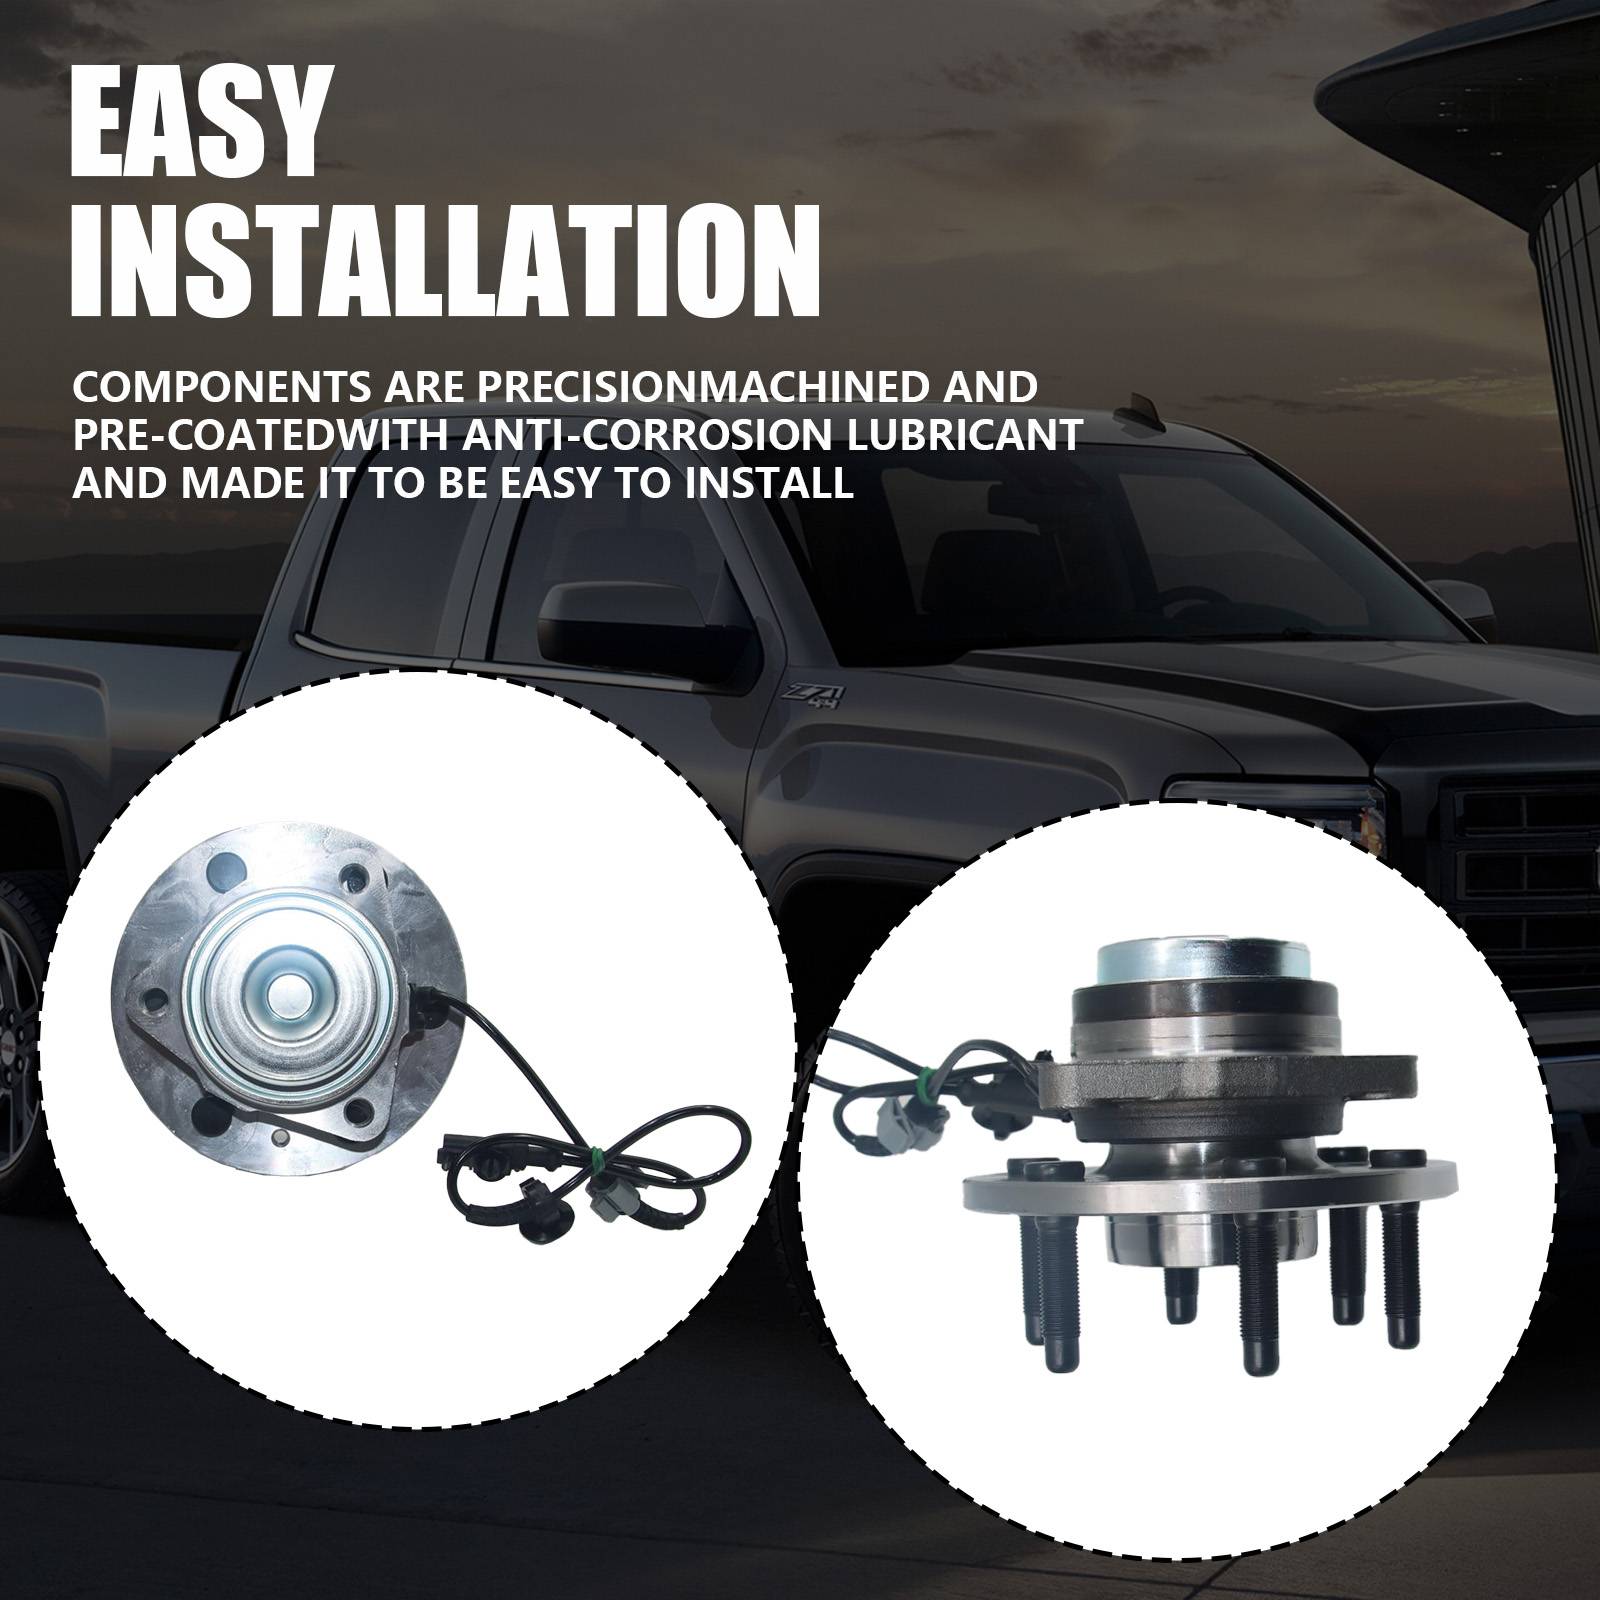 EASY
INSTALLATION
COMPONENTS ARE PRECISIONMACHINED AND
PRE-COATEDWITH ANTI-CORROSION LUBRICANT
AND MADE IT TO BE EASY TO INSTALL
Z71
4x4